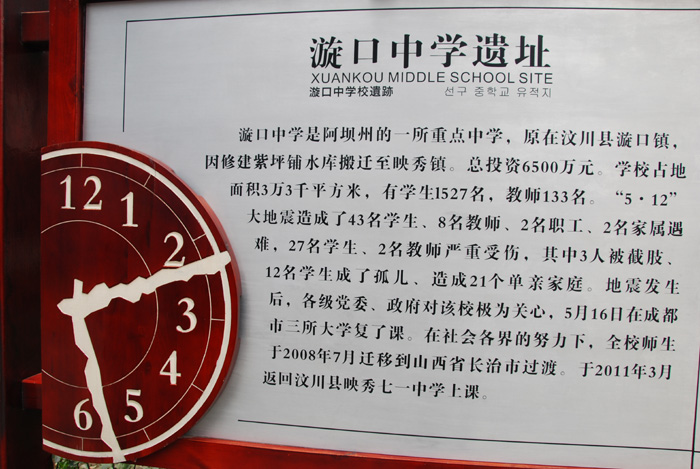 漩口中学遗址
XUANKOU MIDDLE SCHOOL SITE
漩口中学校遺跡 선구 중학교 유적지
漩口中学是阿坝州的一所重点中学，原在汶川县漩口镇，
因修建紫坪铺水库搬迁至映秀镇。总投资6500万元。学校占地
面积3万3千平方米，有学生1527名，教师133名。“5·12”
大地震造成了43名学生、8名教师、2名职工、2名家属遇
难，27名学生、2名教师严重受伤，其中3人被截肢、
12名学生成了孤儿、造成21个单亲家庭。地震发生
后，各级党委、政府对该校极为关心，5月16日在成都
市三所大学复了课。在社会各界的努力下，全校师生
于2008年7月迁移到山西省长治市过渡。于2011年3月
返回汶川县映秀七一中学上课。
12
1
2
3
4
5
6